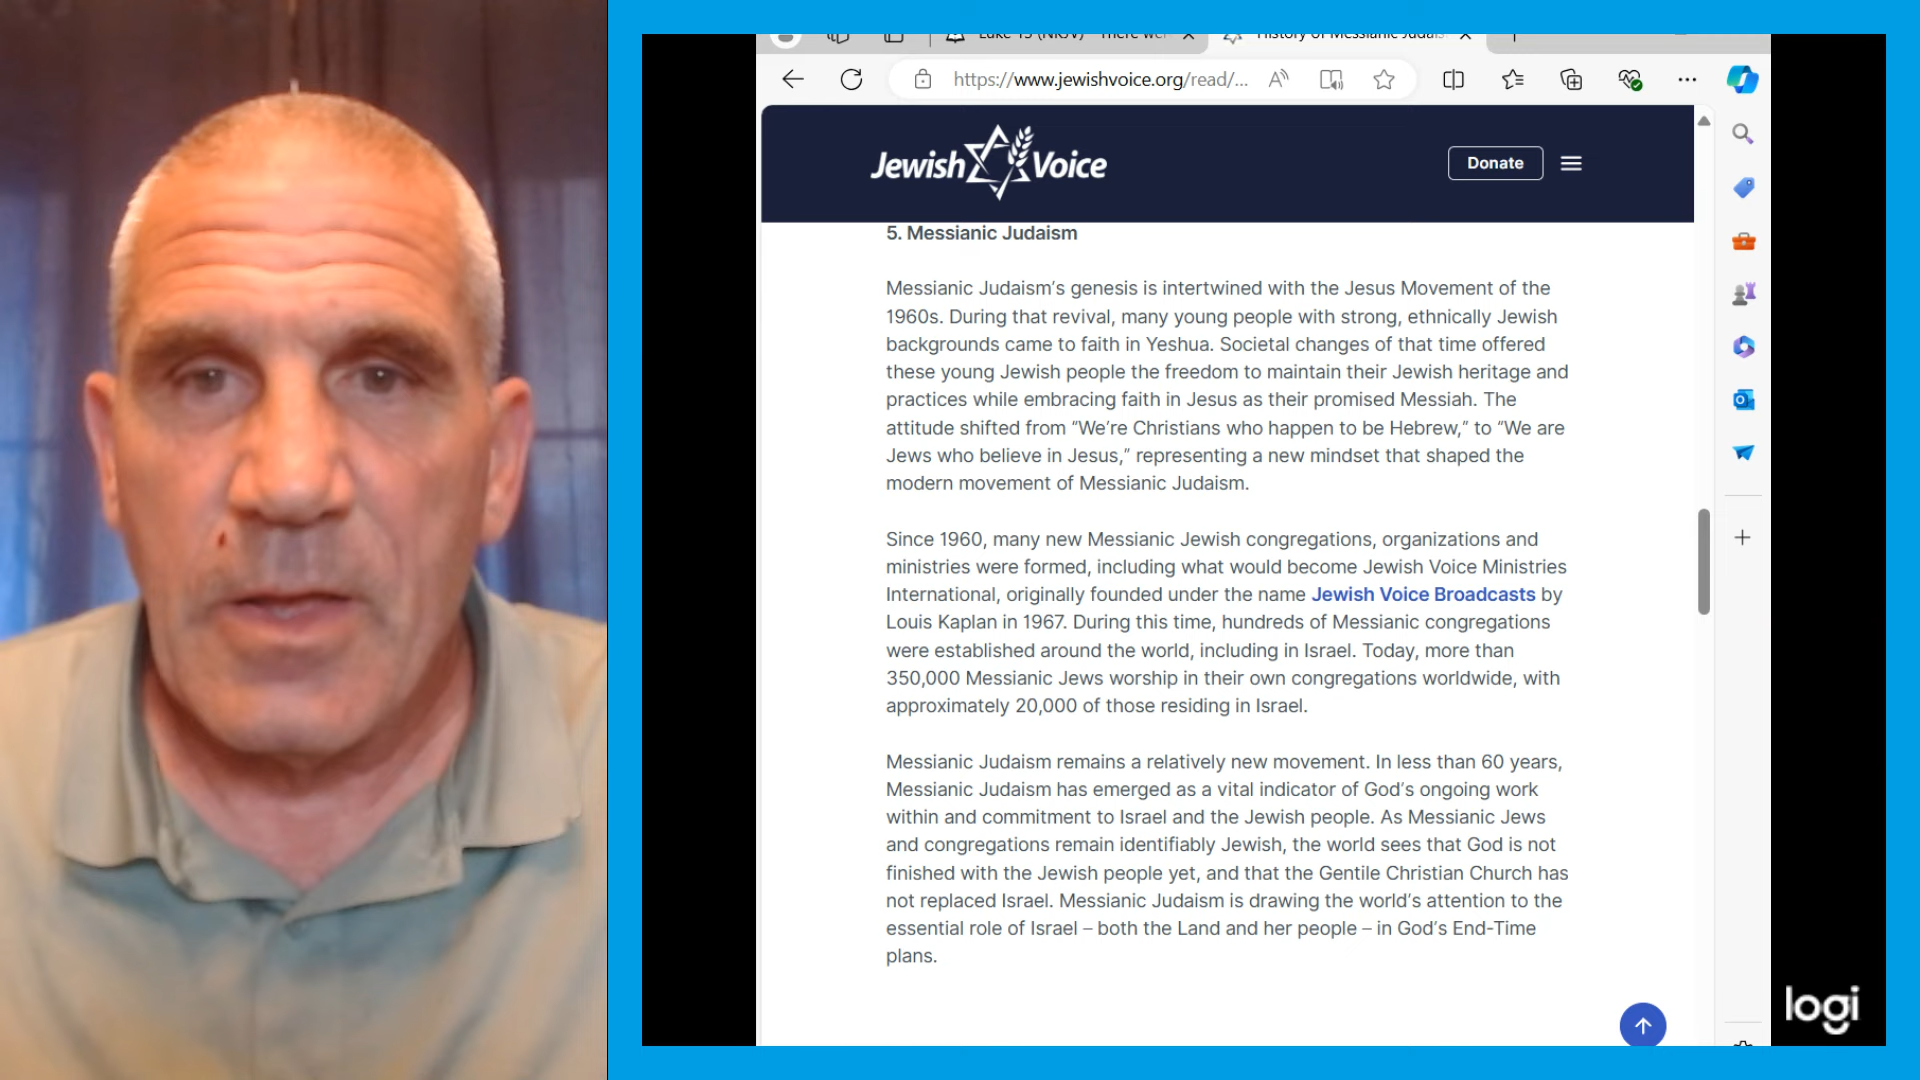 Luke 13 (NKJV) - There wer
History of Messianic Judais
https://www.jewishvoice.org/read/...
Jewish Voice
Donate
5. Messianic Judaism
Messianic Judaism's genesis is intertwined with the Jesus Movement of the
1960s. During that revival, many young people with strong, ethnically Jewish
backgrounds came to faith in Yeshua. Societal changes of that time offered
these young Jewish people the freedom to maintain their Jewish heritage and
practices while embracing faith in Jesus as their promised Messiah. The
attitude shifted from “We're Christians who happen to be Hebrew,” to “We are
Jews who believe in Jesus,” representing a new mindset that shaped the
modern movement of Messianic Judaism.
Since 1960, many new Messianic Jewish congregations, organizations and
ministries were formed, including what would become Jewish Voice Ministries
International, originally founded under the name Jewish Voice Broadcasts by
Louis Kaplan in 1967. During this time, hundreds of Messianic congregations
were established around the world, including in Israel. Today, more than
350,000 Messianic Jews worship in their own congregations worldwide, with
approximately 20,000 of those residing in Israel.
Messianic Judaism remains a relatively new movement. In less than 60 years,
Messianic Judaism has emerged as a vital indicator of God's ongoing work
within and commitment to Israel and the Jewish people. As Messianic Jews
and congregations remain identifiably Jewish, the world sees that God is not
finished with the Jewish people yet, and that the Gentile Christian Church has
not replaced Israel. Messianic Judaism is drawing the world's attention to the
essential role of Israel – both the Land and her people – in God's End-Time
plans.
logi